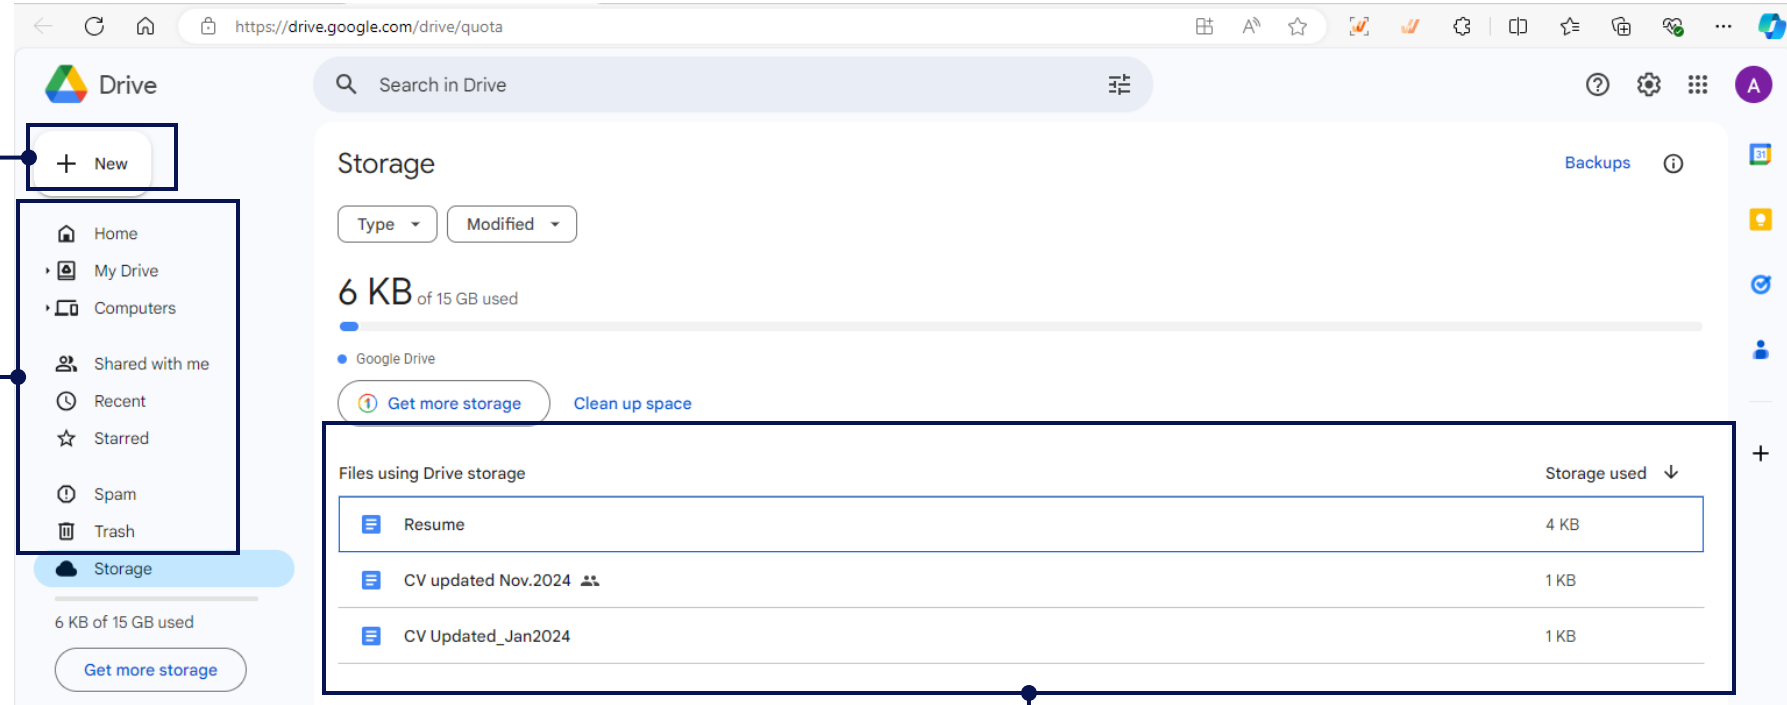 https://drive.google.com/drive/quota
Drive
Search in Drive
A
New
Storage
Backups
31
Type
Modified
Home
My Drive
Computers
6 KB of 15 GB used
Google Drive
Shared with me
Recent
Starred
1 Get more storage
Clean up space
Files using Drive storage
Storage used
Spam
Trash
Storage
Resume
4 KB
CV updated Nov.2024
1 KB
CV Updated_Jan2024
1 KB
6 KB of 15 GB used
Get more storage